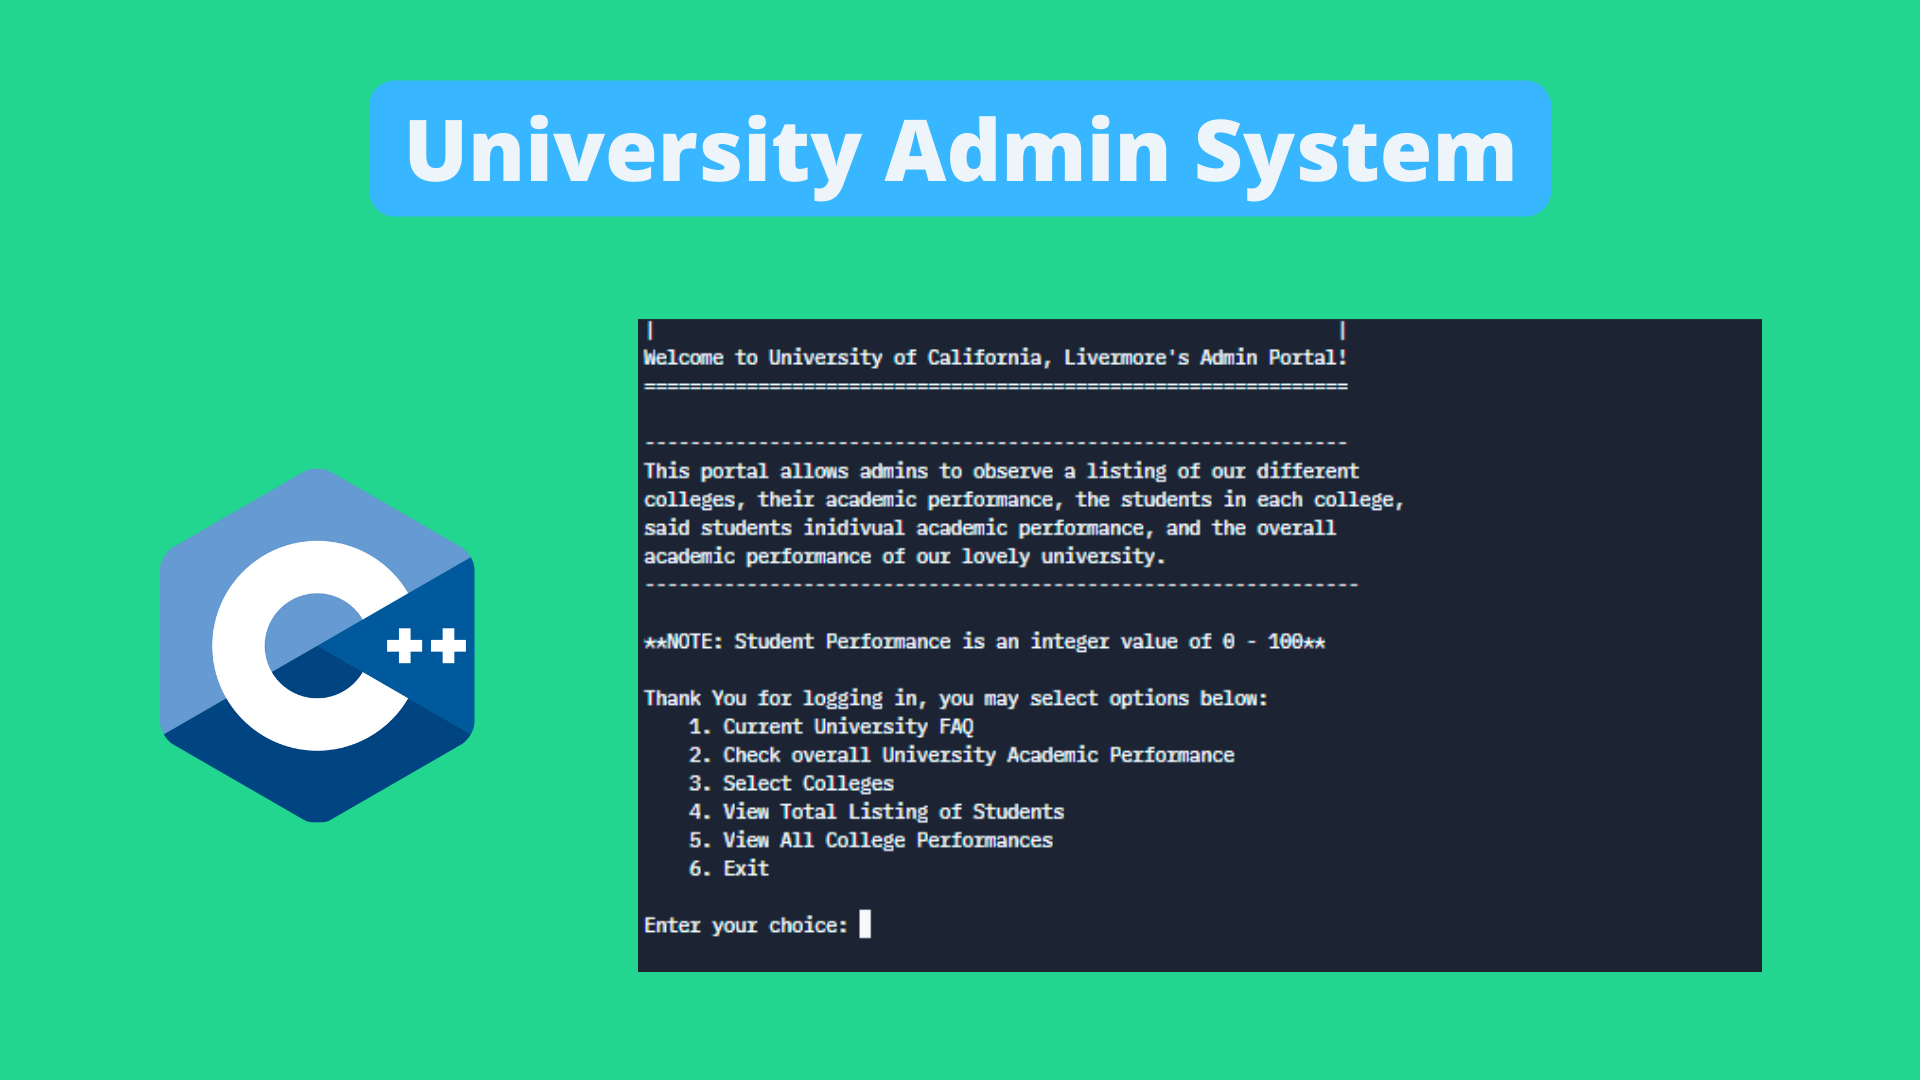 University Admin System
|                                                             |
Welcome to University of California, Livermore's Admin Portal!
==============================================================
--------------------------------------------------------------
This portal allows admins to observe a listing of our different
colleges, their academic performance, the students in each college,
said students inidivual academic performance, and the overall
academic performance of our lovely university.
---------------------------------------------------------------
**NOTE: Student Performance is an integer value of 0 - 100**
Thank You for logging in, you may select options below:
1. Current University FAQ
2. Check overall University Academic Performance
3. Select Colleges
4. View Total Listing of Students
5. View All College Performances
6. Exit
Enter your choice:
C++